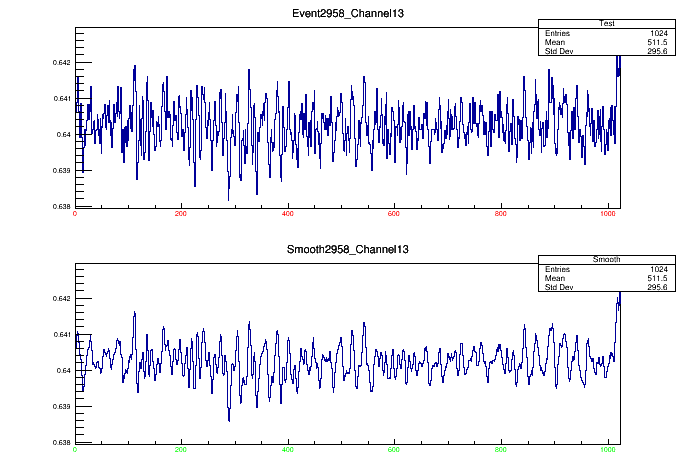 Event2958_Channel13
Test
Entries 1024
Mean 511.5
Std Dev 295.6
0.642
0.641
0.64
0.639
0.638
0 200 400 600 800 1000
Smooth2958_Channel13
Smooth
Entries 1024
Mean 511.5
Std Dev 295.6
0.642
0.641
0.64
0.639
0.638
0 200 400 600 800 1000